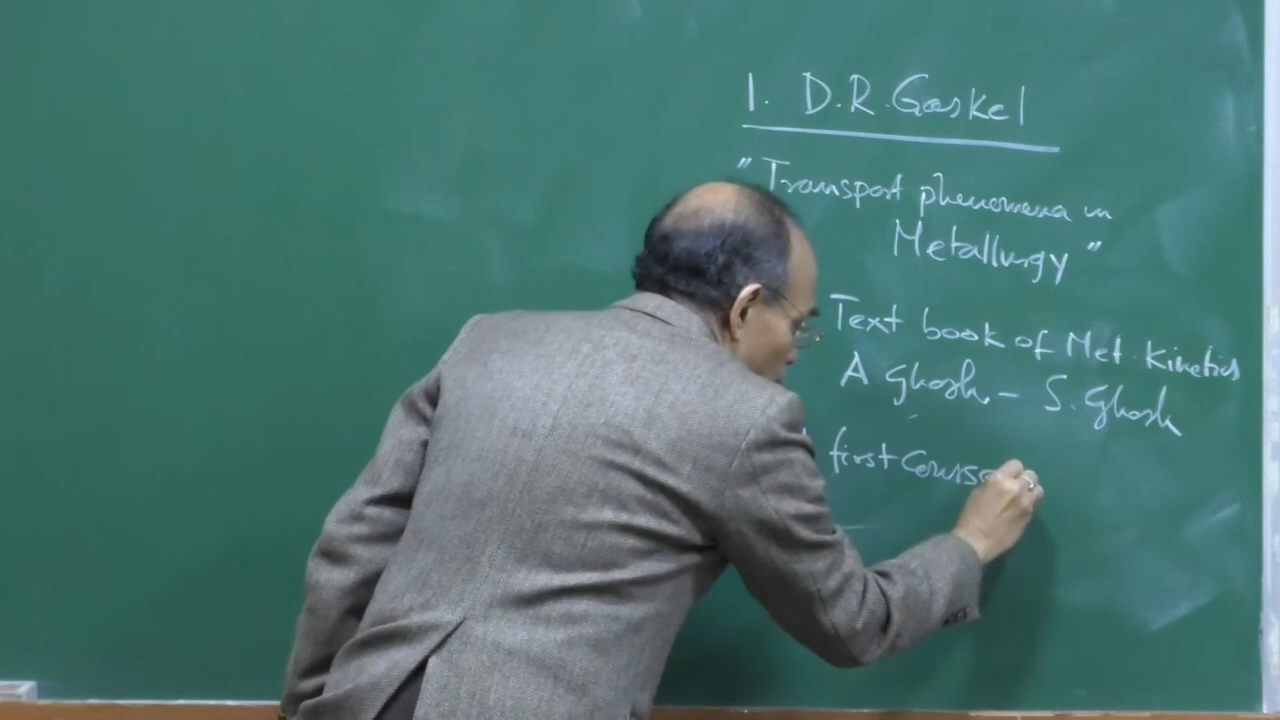 1. D.R. Gaskel
"Transport phenomena in
Metallurgy"
Text book of Met. Kinetics
A Ghosh - S. Ghosh
first Course